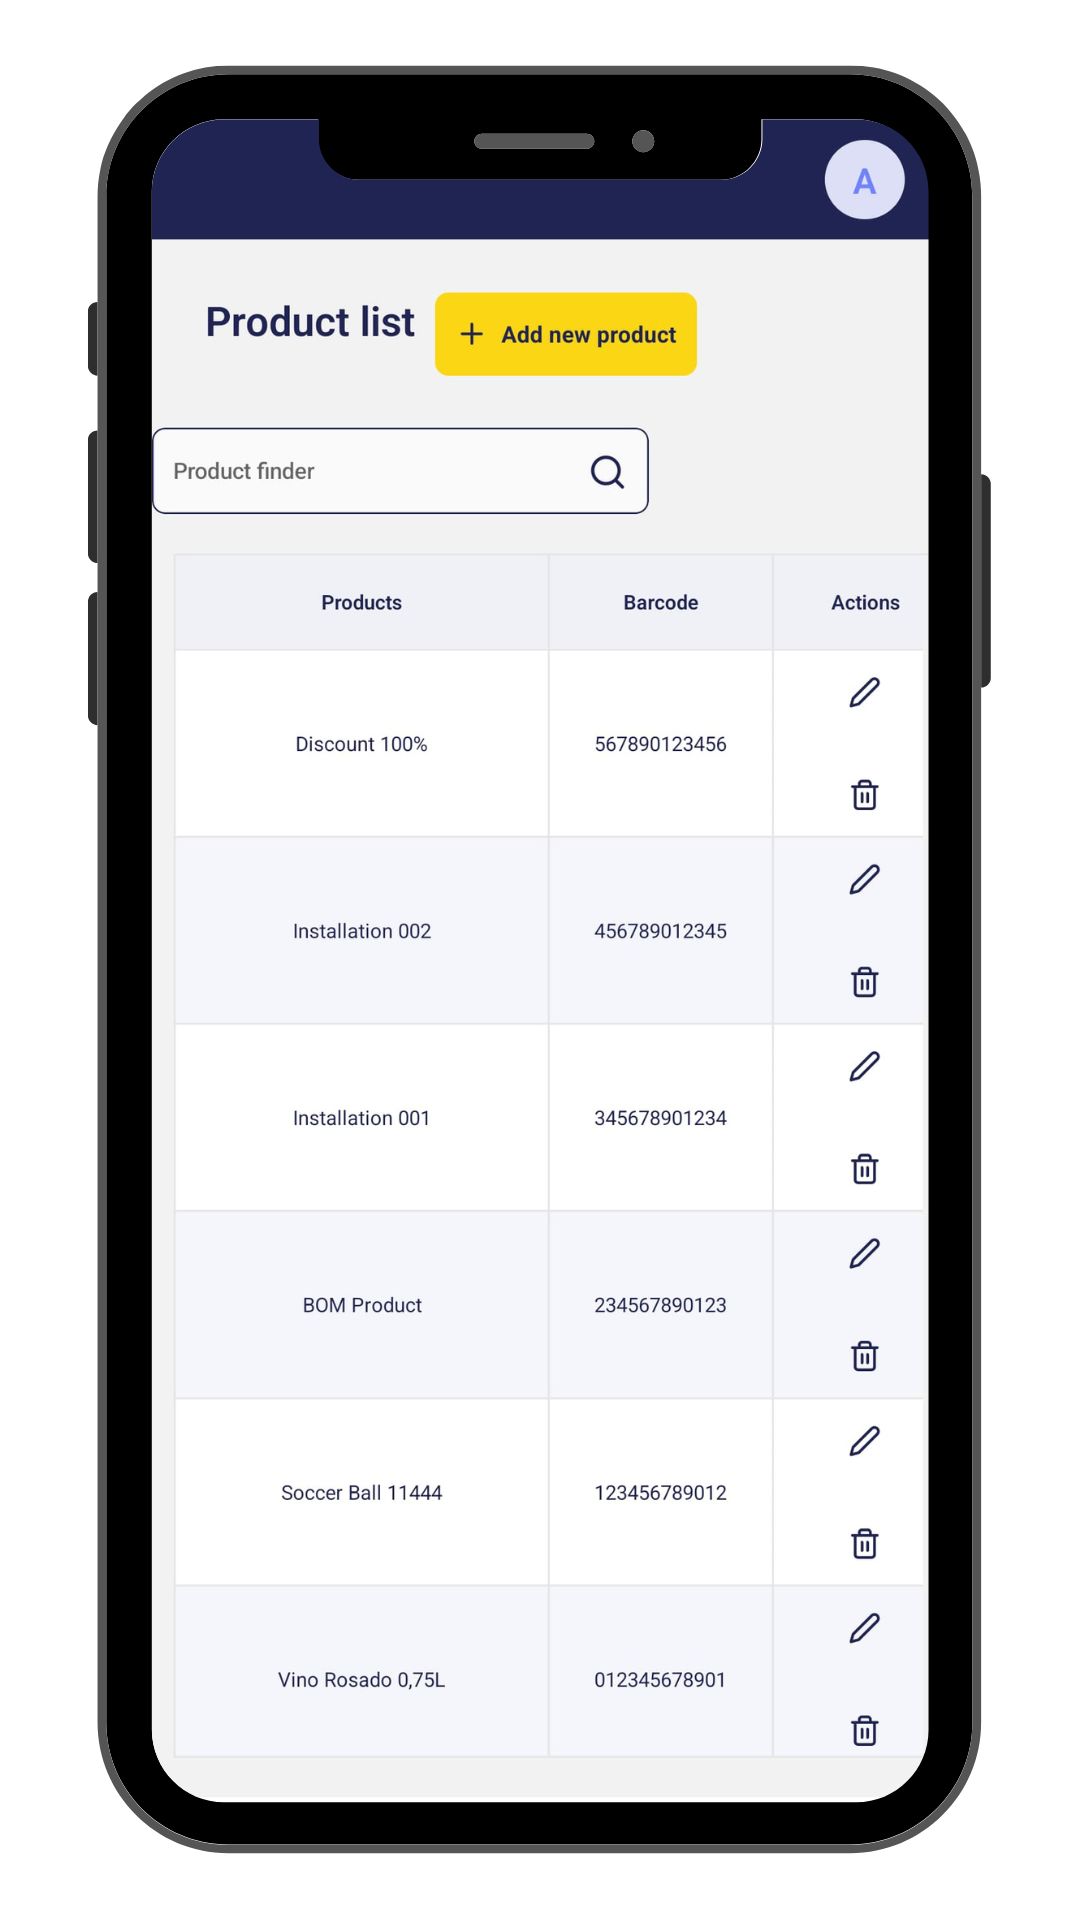 A
Product list
Add new product
Product finder
Products Barcode Actions
Discount 100% 567890123456
Installation 002 456789012345
Installation 001 345678901234
BOM Product 234567890123
Soccer Ball 11444 123456789012
Vino Rosado 0,75L 012345678901